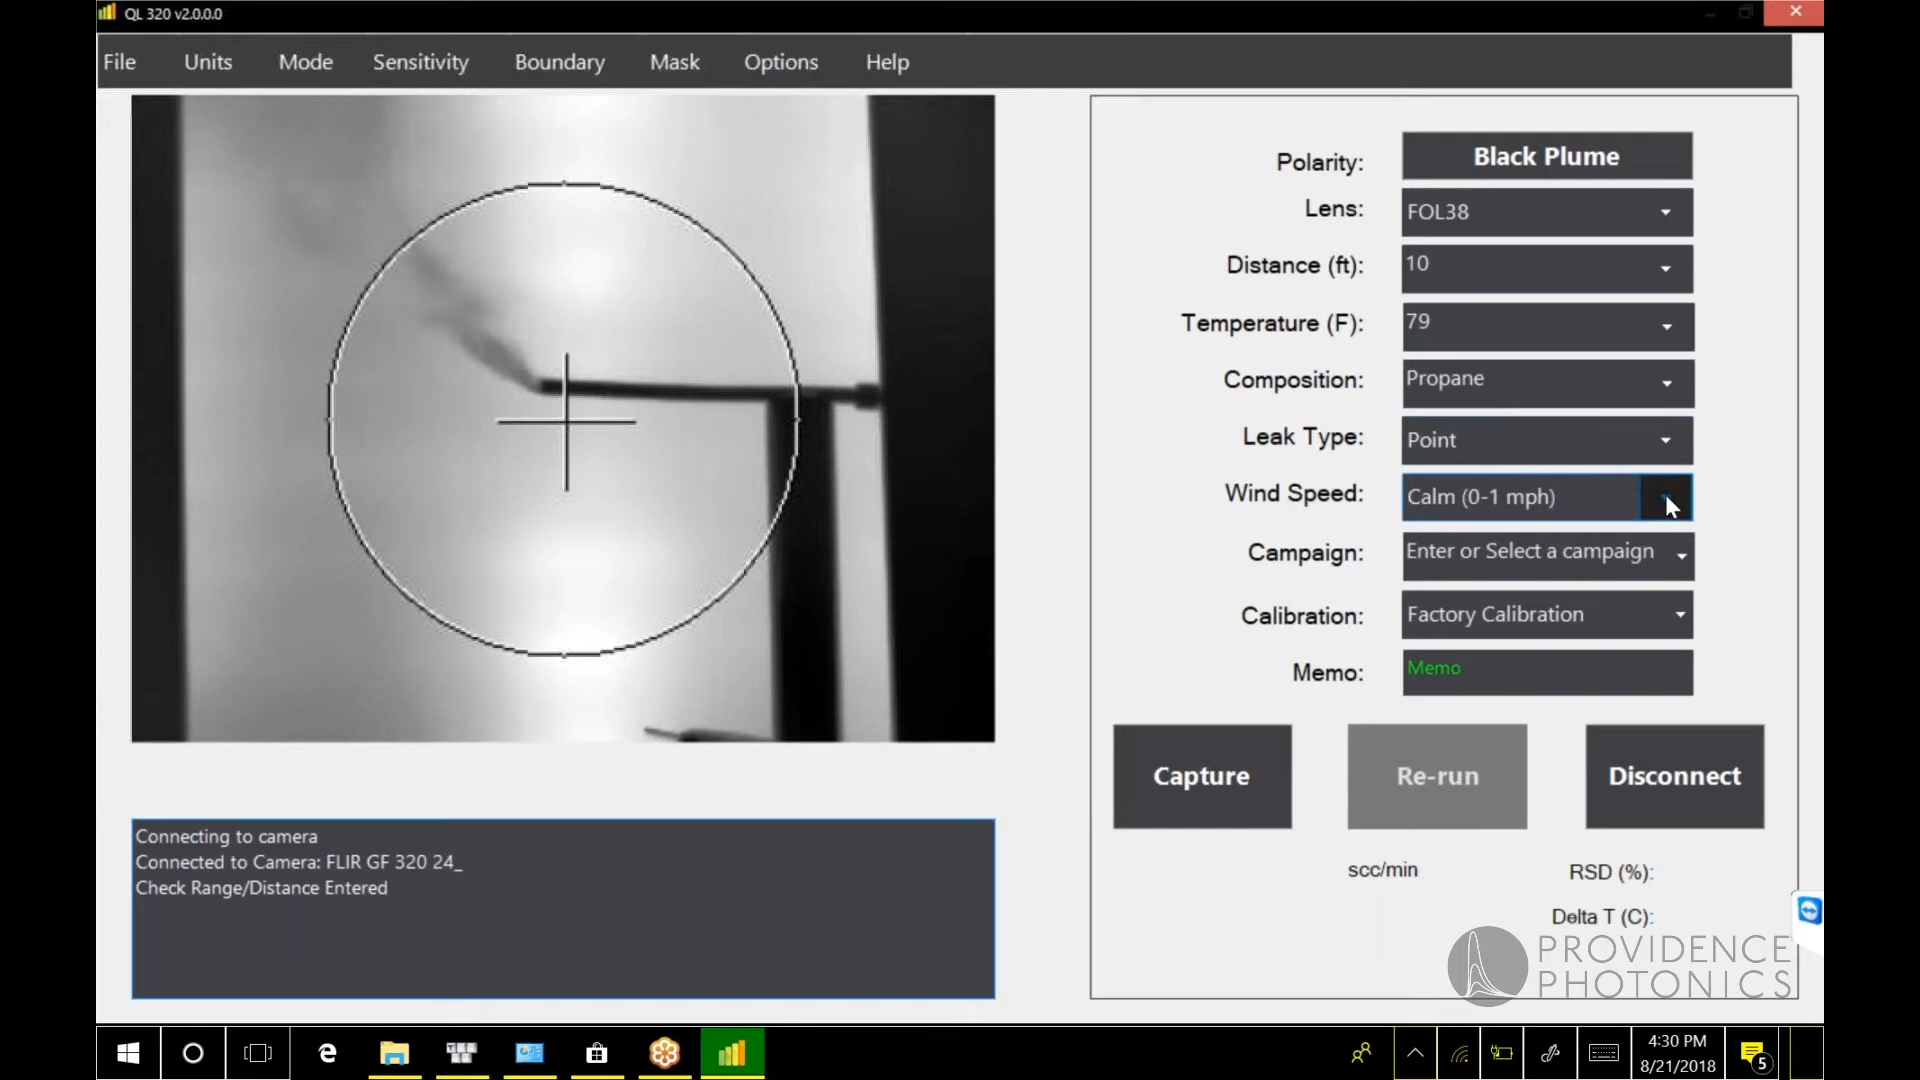 QL 320 v2.0.0.0
File Units Mode Sensitivity Boundary Mask Options Help
Polarity: Black Plume
Lens: FOL38
Distance (ft): 10
Temperature (F): 79
Composition: Propane
Leak Type: Point
Wind Speed: Calm (0-1 mph)
Campaign: Enter or Select a campaign
Calibration: Factory Calibration
Memo: Memo
Capture Re-run Disconnect
Connecting to camera
Connected to Camera: FLIR GF 320 24_
Check Range/Distance Entered
scc/min RSD (%):
Delta T (C):
PROVIDENCE
PHOTONICS
4:30 PM
8/21/2018
5